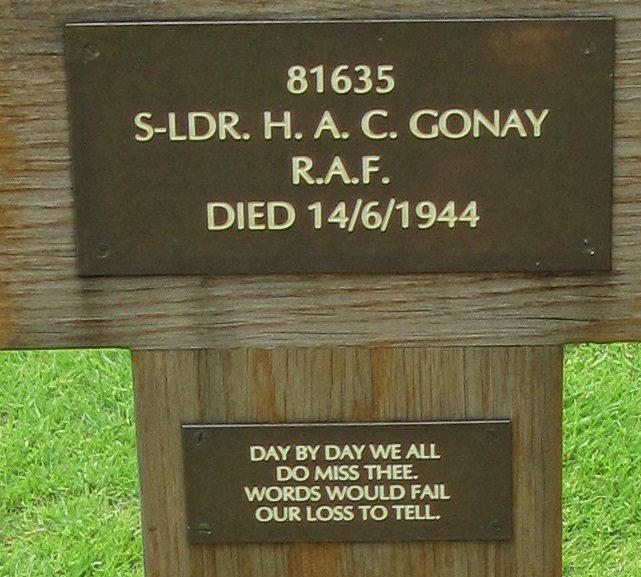 81635
S-LDR. H. A. C. GONAY
R.A.F.
DIED 14/6/1944
DAY BY DAY WE ALL
DO MISS THEE.
WORDS WOULD FAIL
OUR LOSS TO TELL.